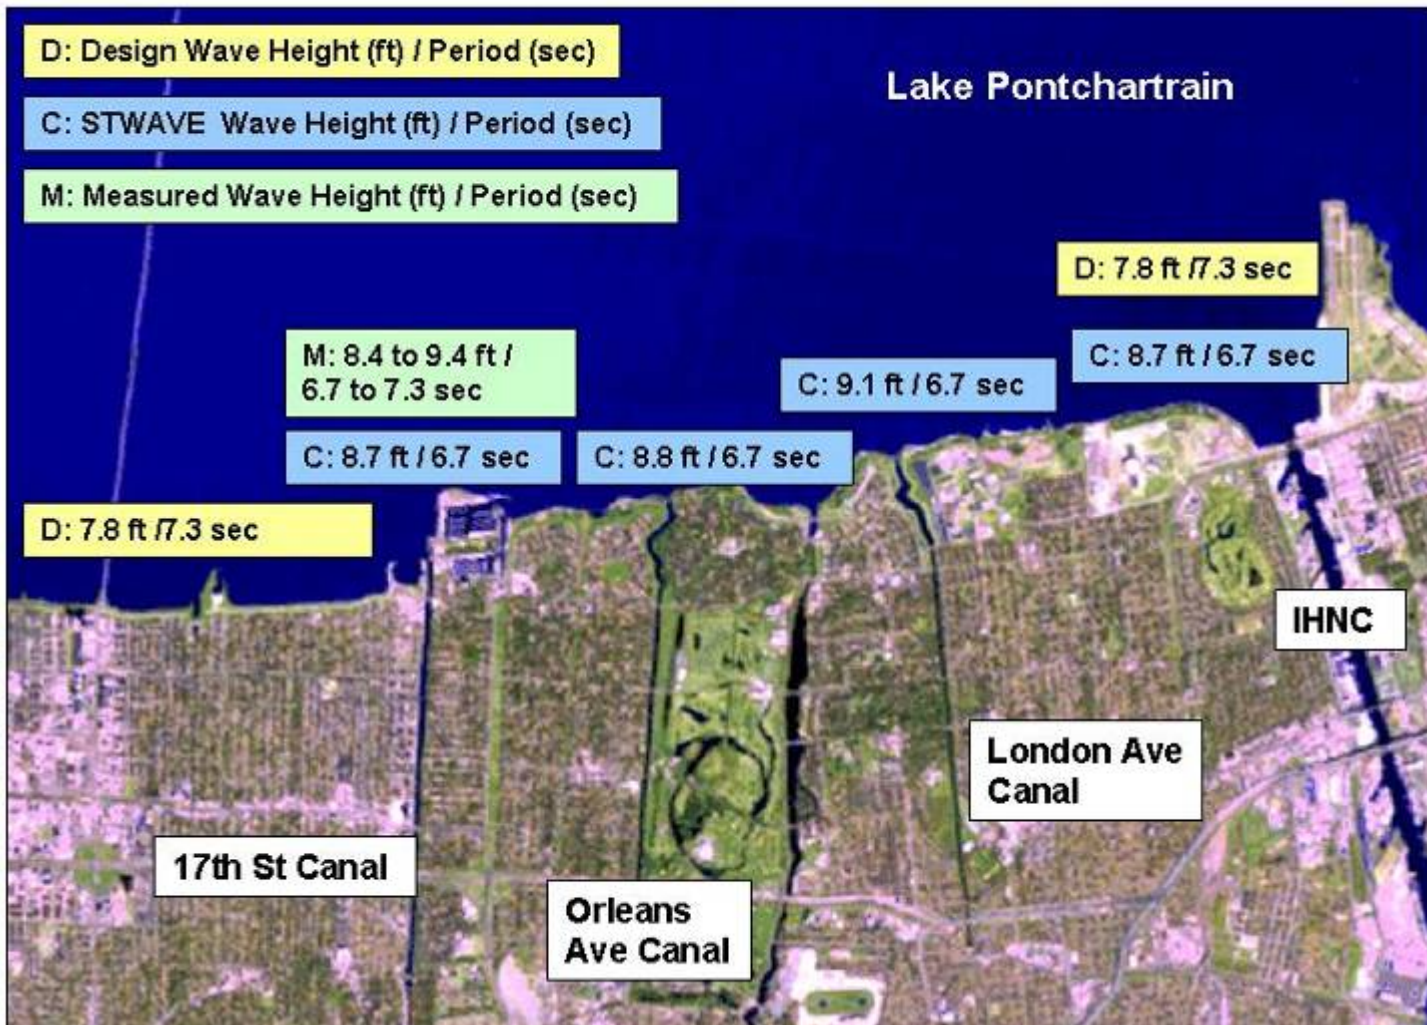 D: Design Wave Height (ft) / Period (sec)
C: STWAVE Wave Height (ft) / Period (sec)
M: Measured Wave Height (ft) / Period (sec)
Lake Pontchartrain
D: 7.8 ft /7.3 sec
M: 8.4 to 9.4 ft /
6.7 to 7.3 sec
C: 9.1 ft / 6.7 sec
C: 8.7 ft / 6.7 sec
C: 8.7 ft / 6.7 sec
C: 8.8 ft / 6.7 sec
D: 7.8 ft /7.3 sec
IHNC
London Ave
Canal
17th St Canal
Orleans
Ave Canal